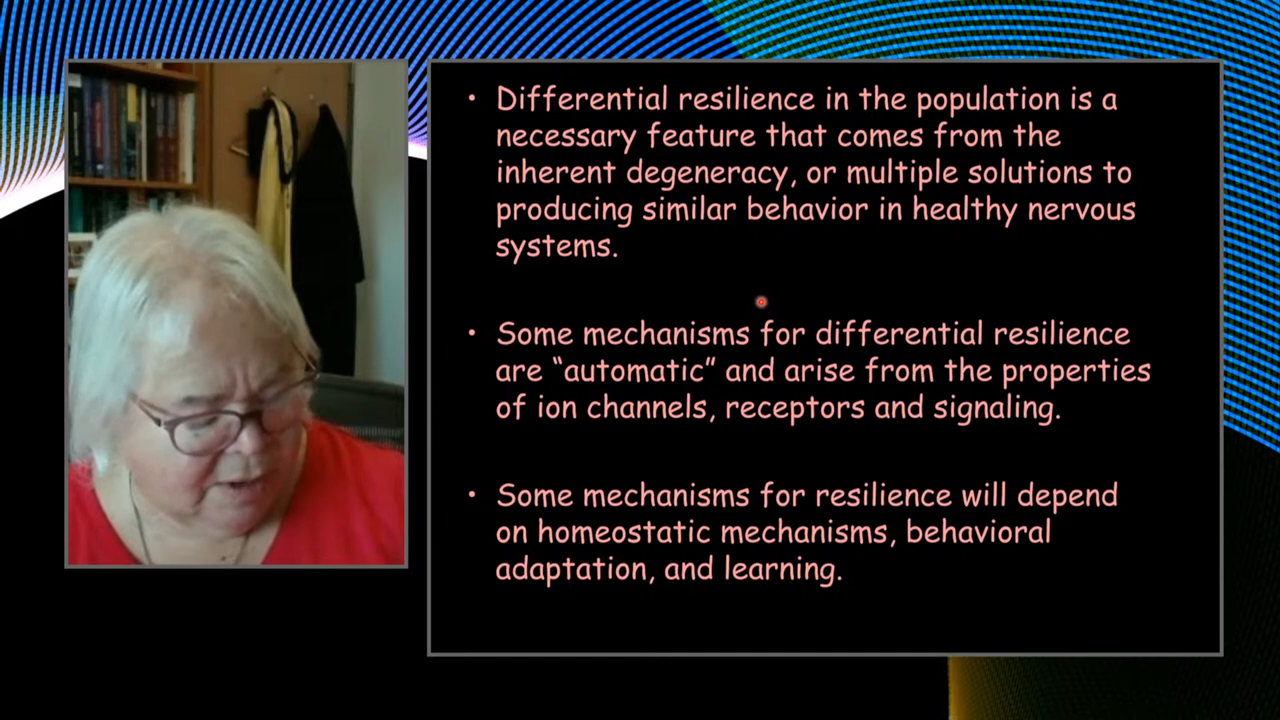 • Differential resilience in the population is a
necessary feature that comes from the
inherent degeneracy, or multiple solutions to
producing similar behavior in healthy nervous
systems.
• Some mechanisms for differential resilience
are “automatic” and arise from the properties
of ion channels, receptors and signaling.
• Some mechanisms for resilience will depend
on homeostatic mechanisms, behavioral
adaptation, and learning.